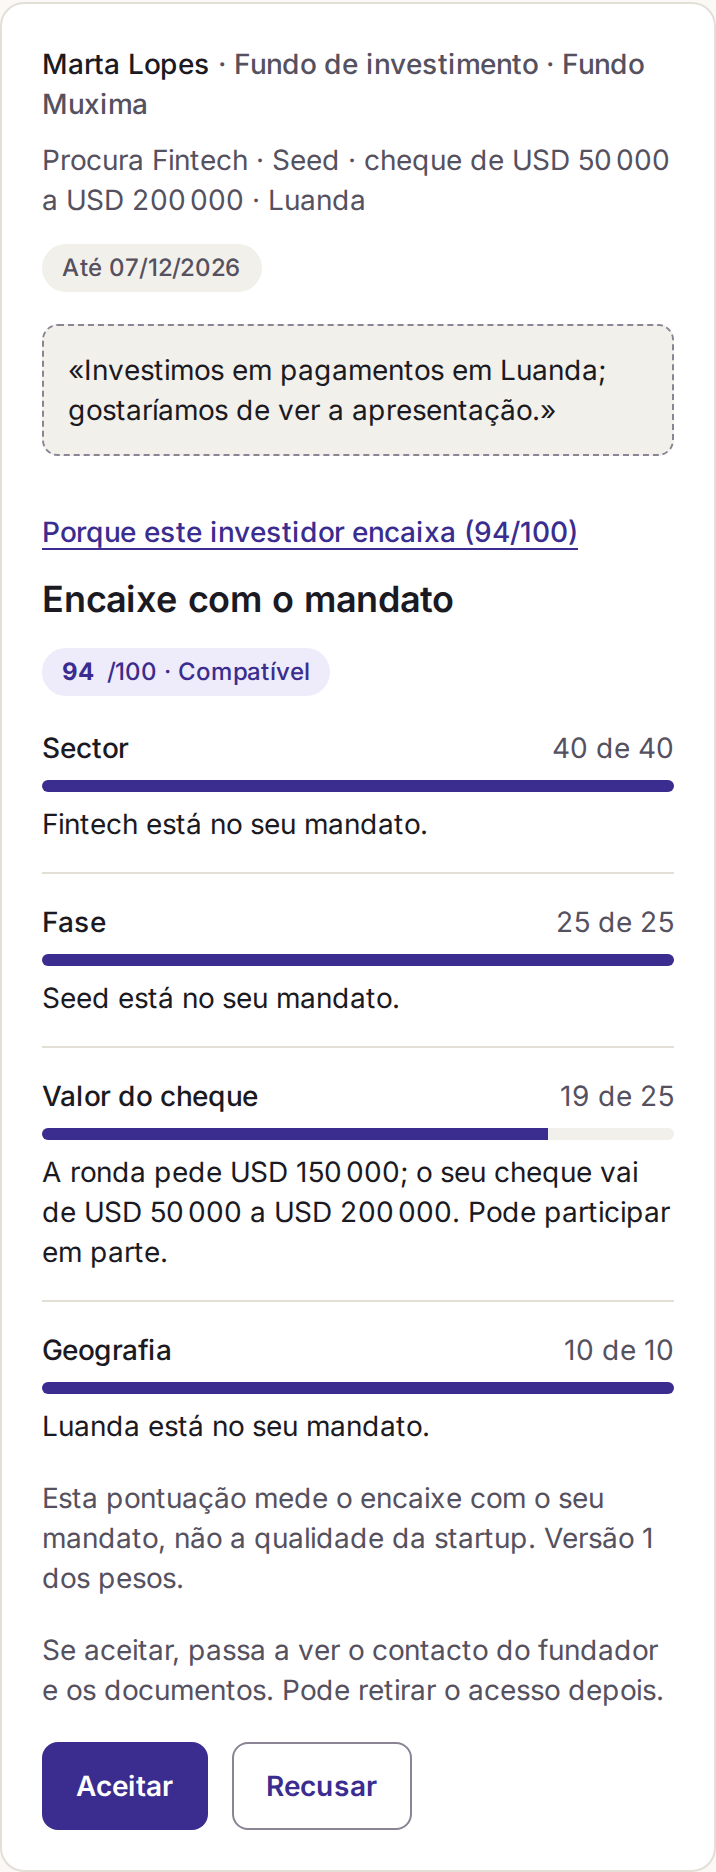 Marta Lopes · Fundo de investimento · Fundo
Muxima
Procura Fintech · Seed · cheque de USD 50 000
a USD 200 000 · Luanda
Até 07/12/2026
«Investimos em pagamentos em Luanda;
gostaríamos de ver a apresentação.»
Porque este investidor encaixa (94/100)
Encaixe com o mandato
94 /100 · Compatível
Sector 40 de 40
Fintech está no seu mandato.
Fase 25 de 25
Seed está no seu mandato.
Valor do cheque 19 de 25
A ronda pede USD 150 000; o seu cheque vai
de USD 50 000 a USD 200 000. Pode participar
em parte.
Geografia 10 de 10
Luanda está no seu mandato.
Esta pontuação mede o encaixe com o seu
mandato, não a qualidade da startup. Versão 1
dos pesos.
Se aceitar, passa a ver o contacto do fundador
e os documentos. Pode retirar o acesso depois.
Aceitar Recusar